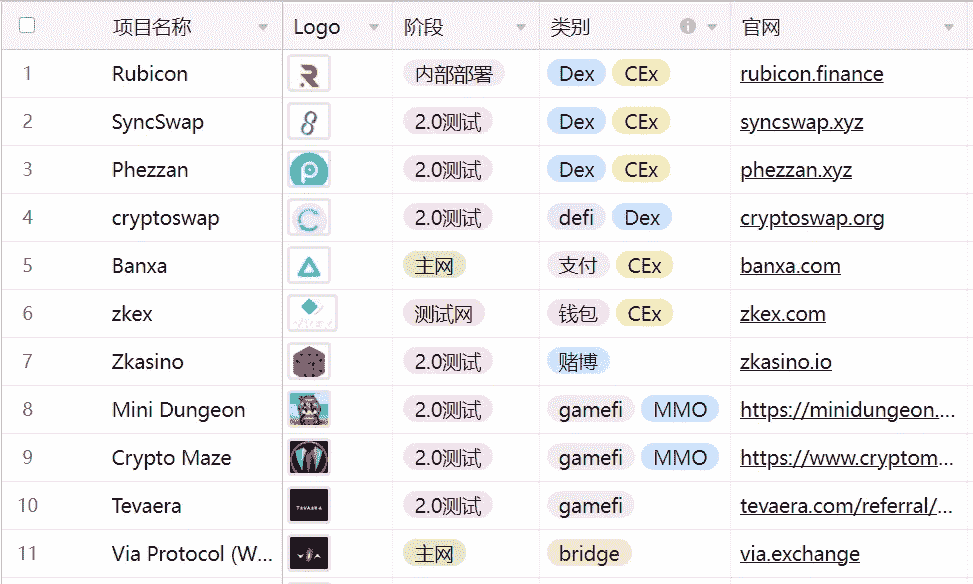 项目名称 Logo 阶段 类别 官网
1 Rubicon 内部部署 Dex CEx rubicon.finance
2 SyncSwap 2.0测试 Dex CEx syncswap.xyz
3 Phezzan 2.0测试 Dex CEx phezzan.xyz
4 cryptoswap 2.0测试 defi Dex cryptoswap.org
5 Banxa 主网 支付 CEx banxa.com
6 zkex 测试网 钱包 CEx zkex.com
7 Zkasino 2.0测试 赌博 zkasino.io
8 Mini Dungeon 2.0测试 gamefi MMO https://minidungeon....
9 Crypto Maze 2.0测试 gamefi MMO https://www.cryptom...
10 Tevaera TEVAERA 2.0测试 gamefi tevaera.com/referral/...
11 Via Protocol (W... 主网 bridge via.exchange